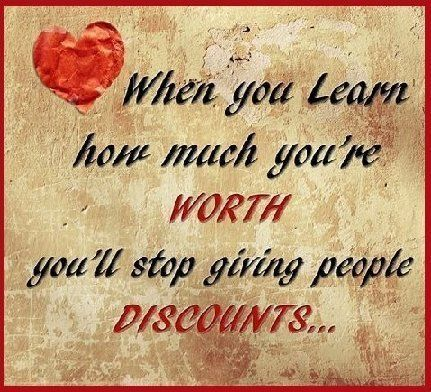 When you Learn
how much you're
WORTH
you'll stop giving people
DISCOUNTS...